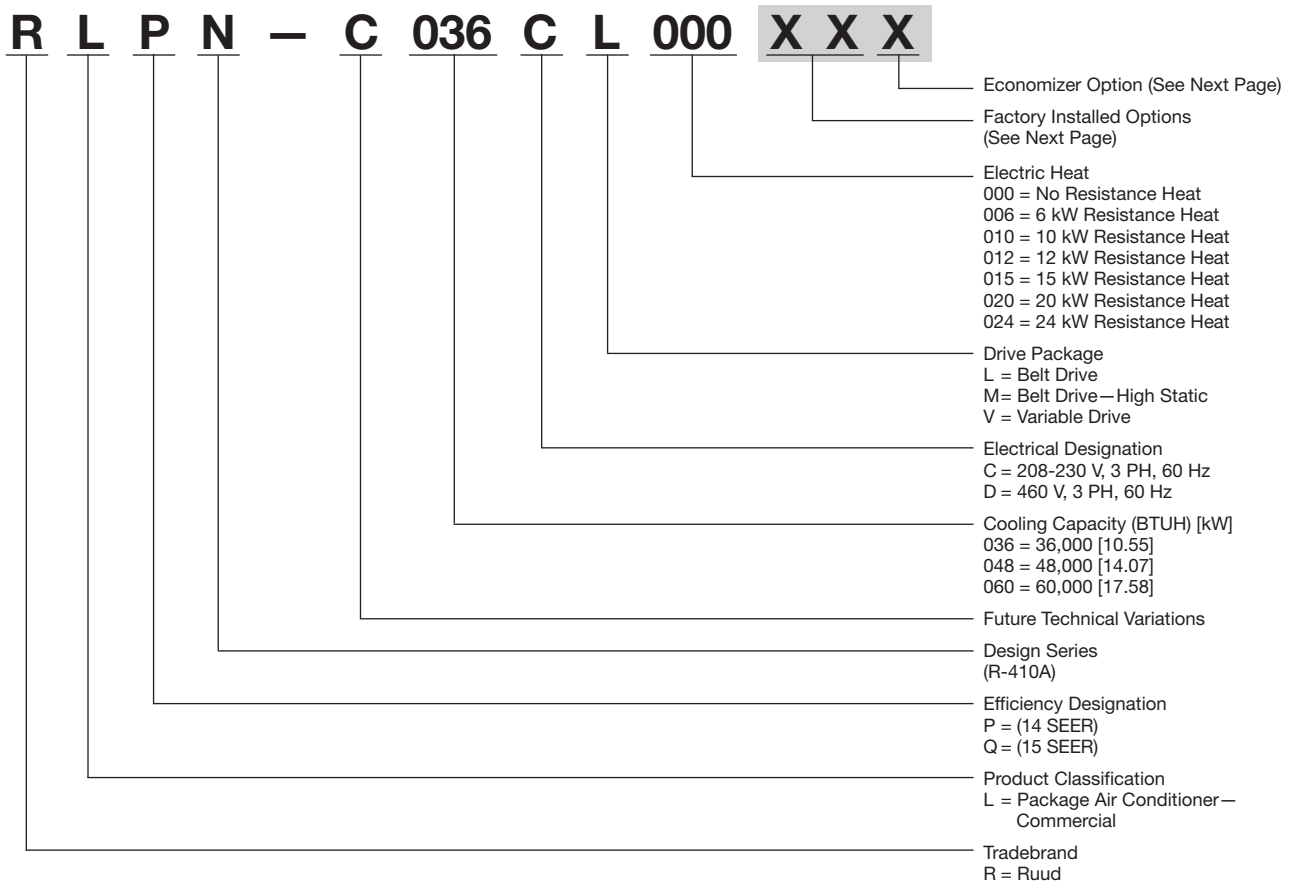 R L P N — C 036 C L 000 X X X
Economizer Option (See Next Page)
Factory Installed Options
(See Next Page)
Electric Heat
000 = No Resistance Heat
006 = 6 kW Resistance Heat
010 = 10 kW Resistance Heat
012 = 12 kW Resistance Heat
015 = 15 kW Resistance Heat
020 = 20 kW Resistance Heat
024 = 24 kW Resistance Heat
Drive Package
L = Belt Drive
M= Belt Drive—High Static
V = Variable Drive
Electrical Designation
C = 208-230 V, 3 PH, 60 Hz
D = 460 V, 3 PH, 60 Hz
Cooling Capacity (BTUH) [kW]
036 = 36,000 [10.55]
048 = 48,000 [14.07]
060 = 60,000 [17.58]
Future Technical Variations
Design Series
(R-410A)
Efficiency Designation
P = (14 SEER)
Q = (15 SEER)
Product Classification
L = Package Air Conditioner—
Commercial
Tradebrand
R = Ruud